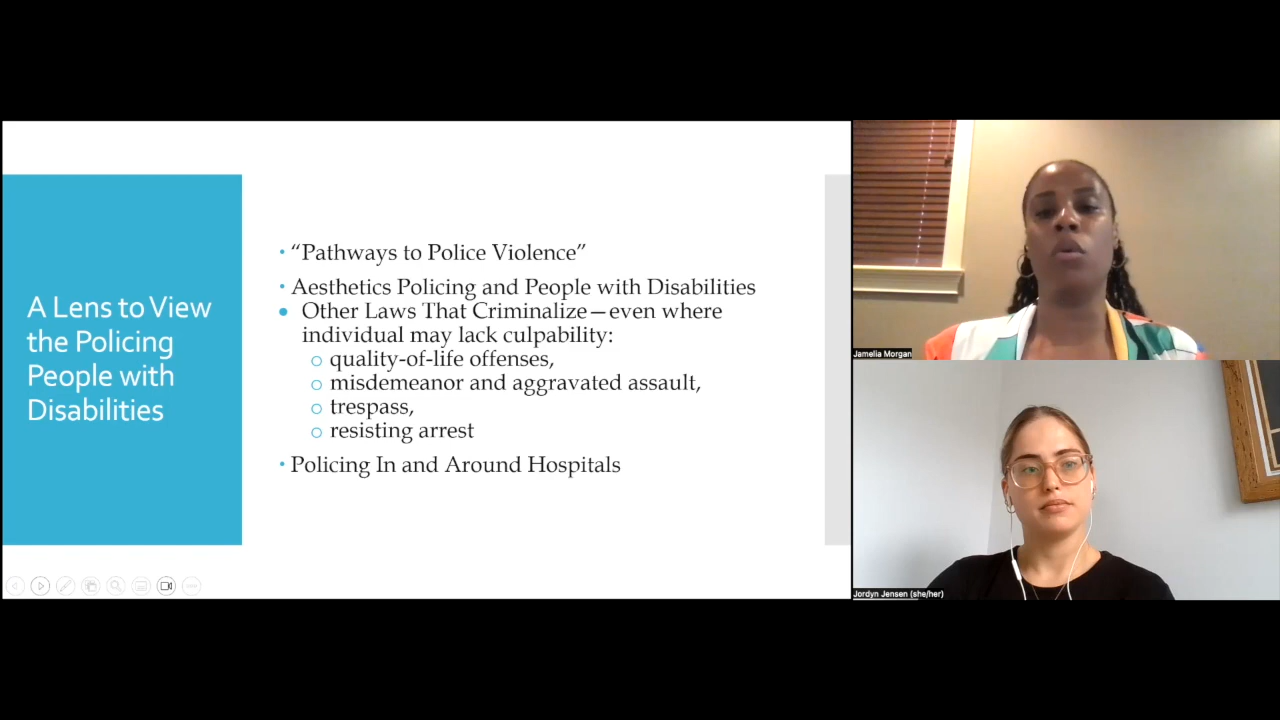 A Lens to View
the Policing
People with
Disabilities
• “Pathways to Police Violence”
• Aesthetics Policing and People with Disabilities
• Other Laws That Criminalize—even where
individual may lack culpability:
o quality-of-life offenses,
o misdemeanor and aggravated assault,
o trespass,
o resisting arrest
• Policing In and Around Hospitals
Jamelia Morgan
Jordyn Jensen (she/her)